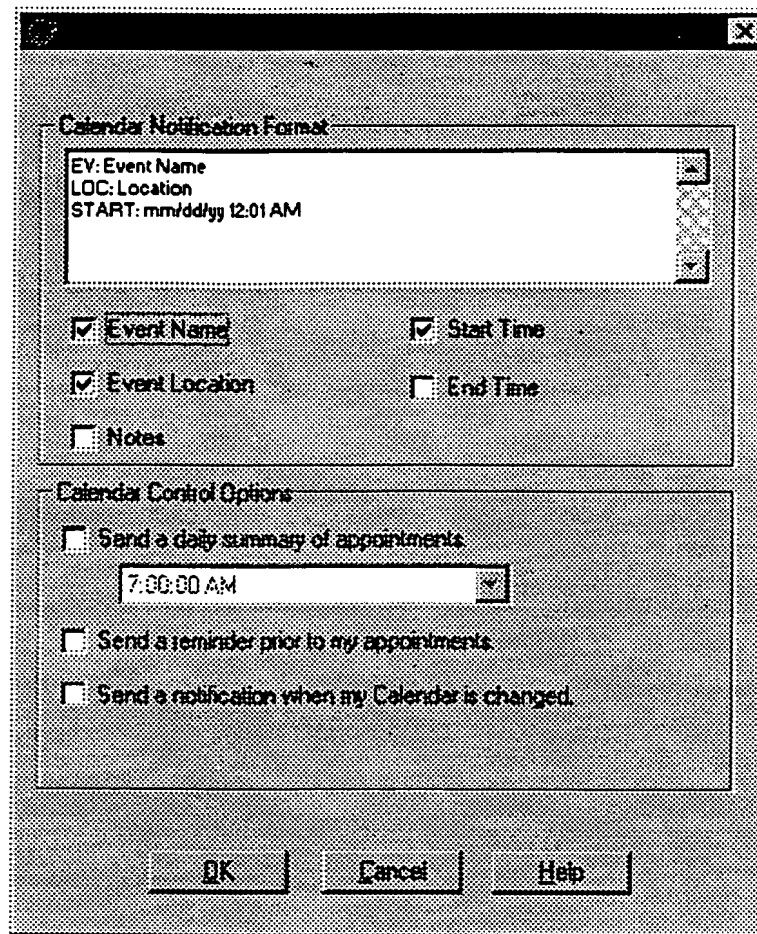 Calendar Notification Format
EV: Event Name
LOC: Location
START: mm/dd/yy 12:01 AM
Event Name
Start Time
Event Location
End Time
Notes
Calendar Control Options
Send a daily summary of appointments.
7:00:00 AM
Send a reminder prior to my appointments.
Send a notification when my Calendar is changed.
OK
Cancel
Help